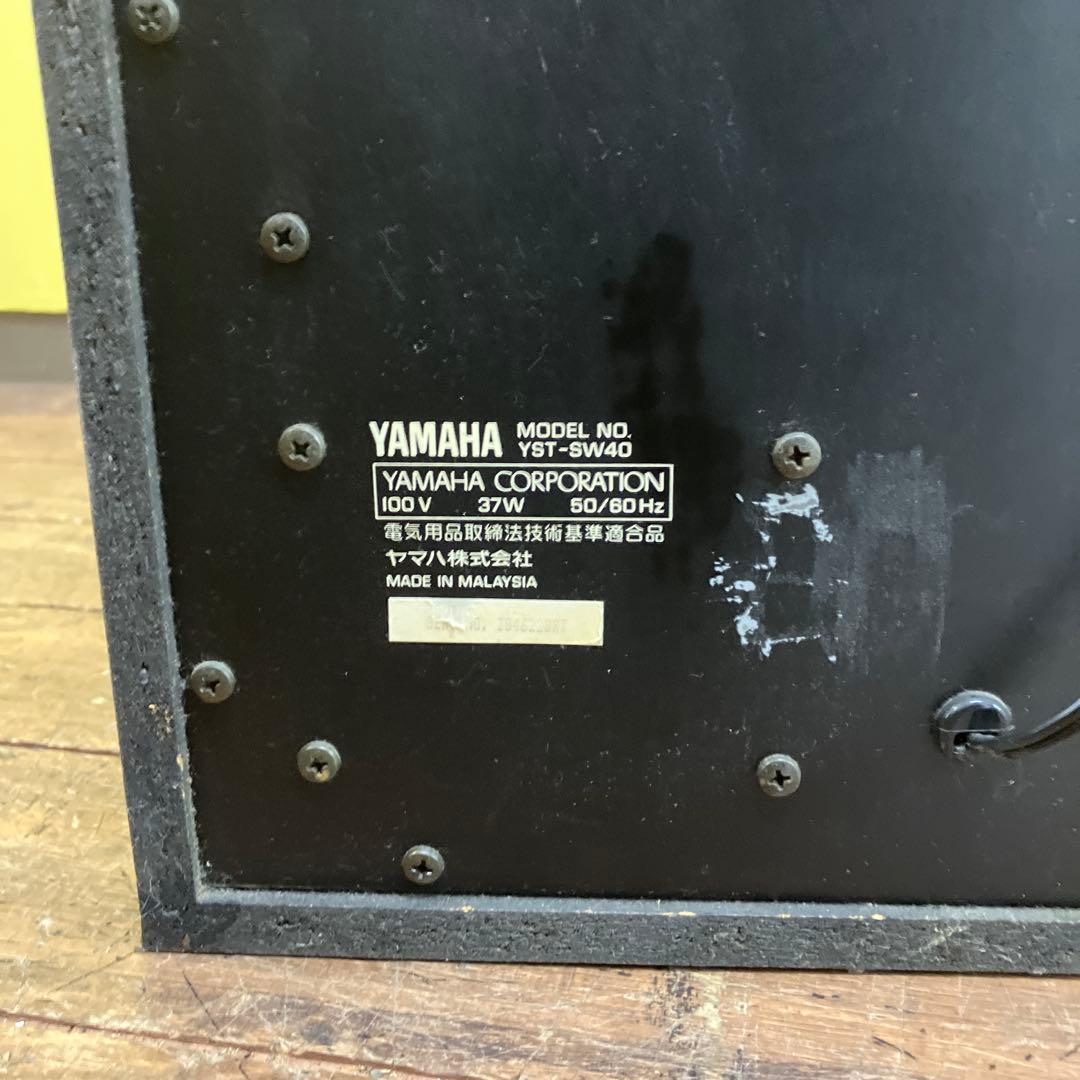 YAMAHA MODEL NO.
YST-SW40
YAMAHA CORPORATION
100V 37W 50/60Hz
電気用品取締法技術基準適合品
ヤマハ株式会社
MADE IN MALAYSIA
NO.